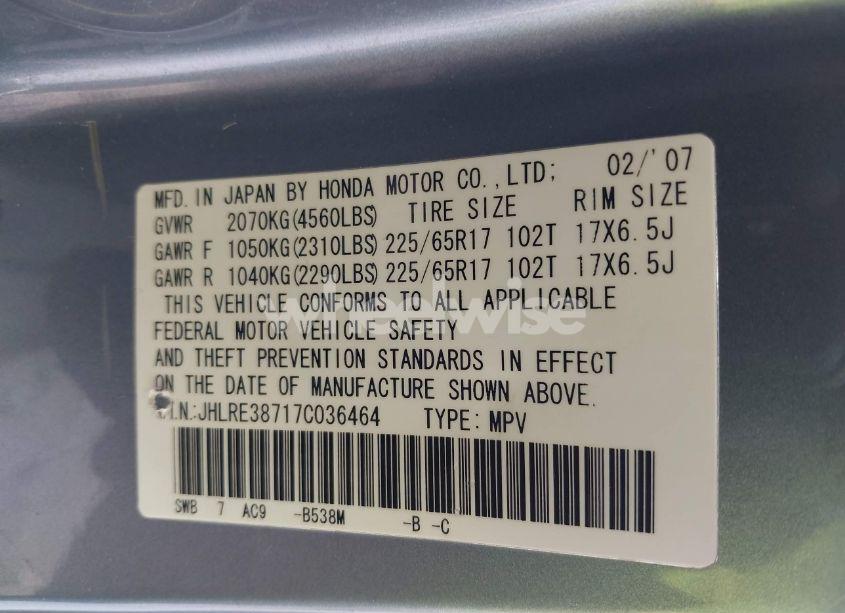 MFD. IN JAPAN BY HONDA MOTOR CO., LTD; 02/'07
GVWR 2070KG(4560LBS) TIRE SIZE RIM SIZE
GAWR F 1050KG(2310LBS) 225/65R17 102T 17X6.5J
GAWR R 1040KG(2290LBS) 225/65R17 102T 17X6.5J
THIS VEHICLE CONFORMS TO ALL APPLICABLE
wheelwise
FEDERAL MOTOR VEHICLE SAFETY
AND THEFT PREVENTION STANDARDS IN EFFECT
ON THE DATE OF MANUFACTURE SHOWN ABOVE.
V.I.N.:JHLRE38717C036464 TYPE: MPV
SWB 7 AC9 -B538M -B -C